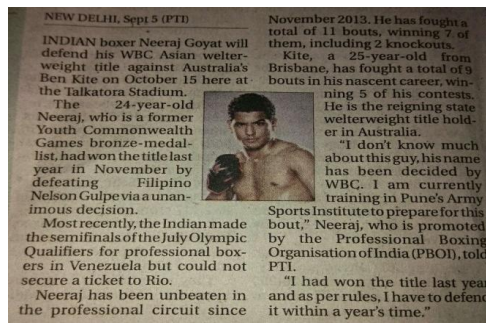 NEW DELHI, Sept 5 (PTI)
INDIAN boxer Neeraj Goyat will
defend his WBC Asian welter-
weight title against Australia's
Ben Kite on October 15 here at
the Talkatora Stadium.
The 24-year-old
Neeraj, who is a former
Youth Commonwealth
Games bronze-medal-
list, had won the title last
year in November by
defeating Filipino
Nelson Gulpe via a unan-
imous decision.
Most recently, the Indian made
the semifinals of the July Olympic
Qualifiers for professional box-
ers in Venezuela but could not
secure a ticket to Rio.
Neeraj has been unbeaten in
the professional circuit since
November 2013. He has fought a
total of 11 bouts, winning 7 of
them, including 2 knockouts.
Kite, a 25-year-old from
Brisbane, has fought a total of 9
bouts in his nascent career, win-
ning 5 of his contests.
He is the reigning state
welterweight title hold-
er in Australia.
"I don't know much
about this guy, his name
has been decided by
WBC. I am currently
training in Pune's Army
Sports Institute to prepare for this
bout," Neeraj, who is promoted
by the Professional Boxing
Organisation of India (PBOI), told
PTI.
"I had won the title last year
and as per rules, I have to defend
it within a year's time."